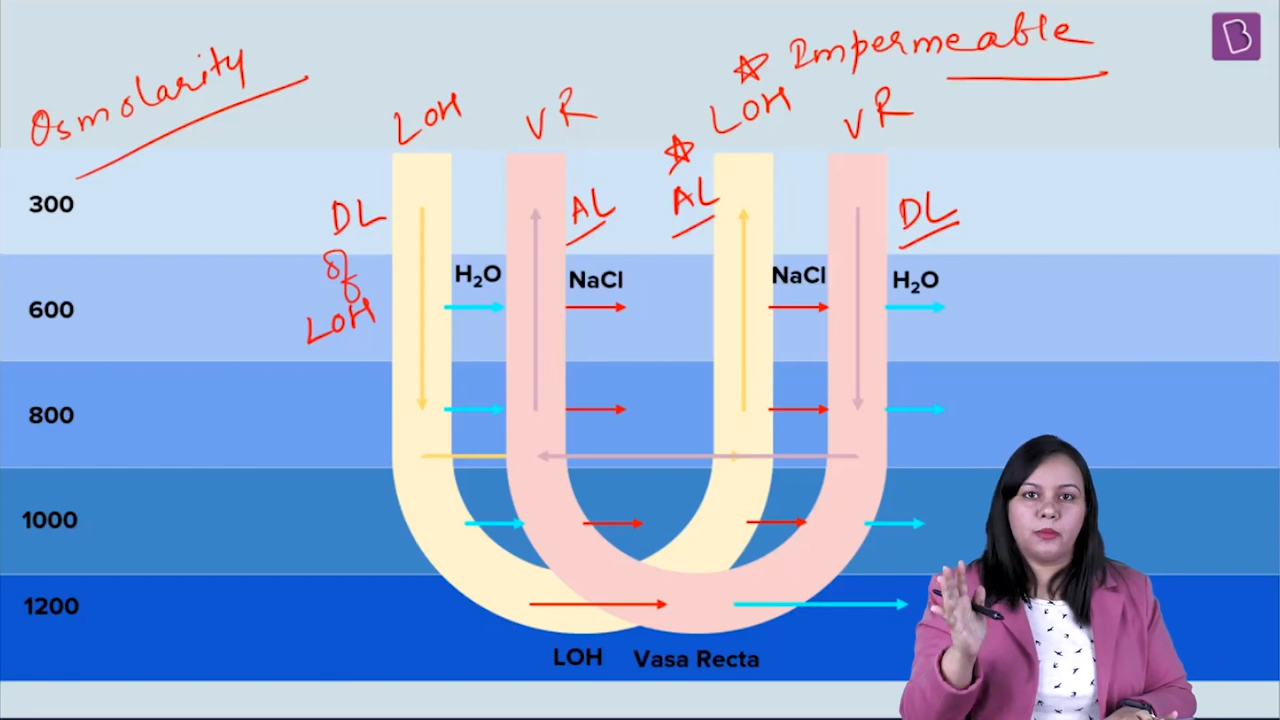 Osmolarity
LOH
VR
☆ Impermeable
LOH
VR
300
DL
of
LOH
AL
☆
AL
DL
600
H₂O
NaCl
NaCl
H₂O
800
1000
1200
LOH
Vasa Recta
B